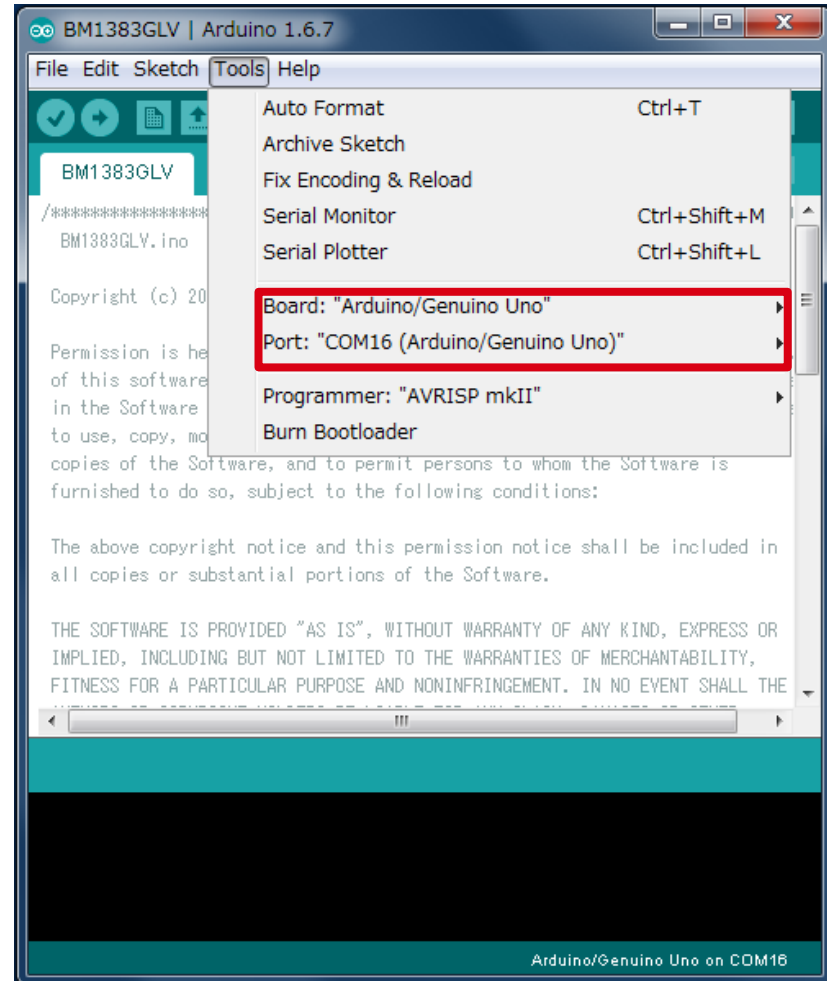 BM1383GLV | Arduino 1.6.7
File Edit Sketch Tools Help
Auto Format Ctrl+T
Archive Sketch
Fix Encoding & Reload
Serial Monitor Ctrl+Shift+M
Serial Plotter Ctrl+Shift+L
Board: "Arduino/Genuino Uno"
Port: "COM16 (Arduino/Genuino Uno)"
Programmer: "AVRISP mkII"
Burn Bootloader
BM1383GLV
/*****************
BM1383GLV.ino
Copyright (c) 20
Permission is he
of this software
in the Software
to use, copy, mo
copies of the Software, and to permit persons to whom the Software is
furnished to do so, subject to the following conditions:
The above copyright notice and this permission notice shall be included in
all copies or substantial portions of the Software.
THE SOFTWARE IS PROVIDED "AS IS", WITHOUT WARRANTY OF ANY KIND, EXPRESS OR
IMPLIED, INCLUDING BUT NOT LIMITED TO THE WARRANTIES OF MERCHANTABILITY,
FITNESS FOR A PARTICULAR PURPOSE AND NONINFRINGEMENT. IN NO EVENT SHALL THE
Arduino/Genuino Uno on COM16